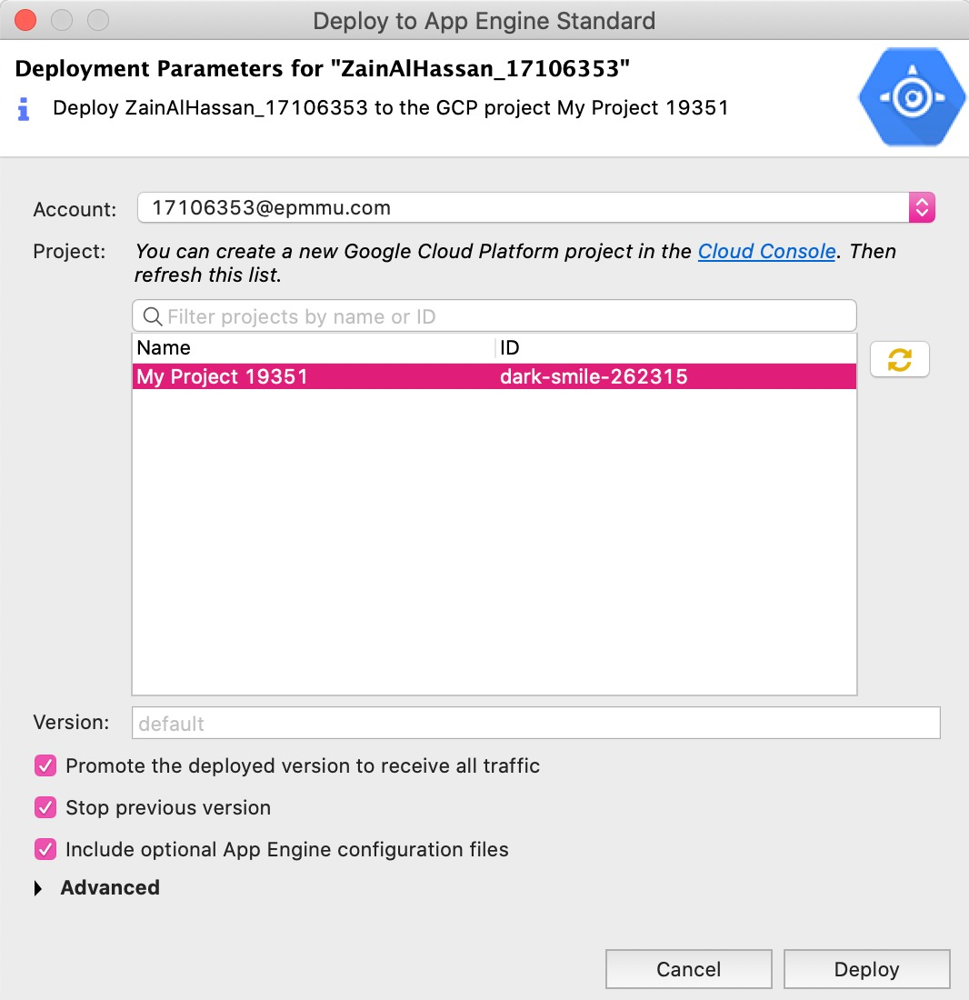 Deploy to App Engine Standard
Deployment Parameters for "ZainAlHassan_17106353"
Deploy ZainAlHassan_17106353 to the GCP project My Project 19351
Account: 17106353@epmmu.com
Project: You can create a new Google Cloud Platform project in the Cloud Console. Then
refresh this list.
Filter projects by name or ID
Name ID
My Project 19351 dark-smile-262315
Version: default
Promote the deployed version to receive all traffic
Stop previous version
Include optional App Engine configuration files
Advanced
Cancel Deploy